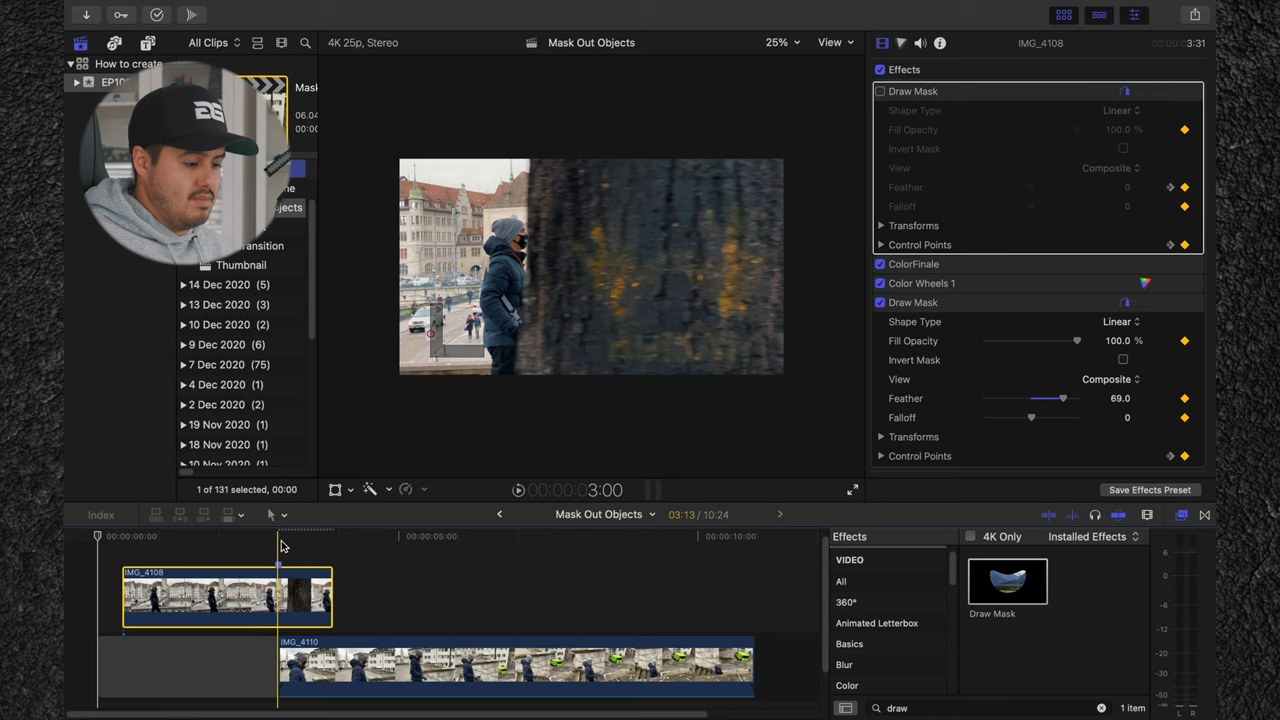 All Clips
4K 25p, Stereo
Mask Out Objects
25%
View
IMG_4108
3:31
How to create
EP10
Mask
06.04
00:00
ne
ojects
ransition
Thumbnail
14 Dec 2020 (5)
13 Dec 2020 (3)
10 Dec 2020 (2)
9 Dec 2020 (6)
7 Dec 2020 (75)
4 Dec 2020 (1)
2 Dec 2020 (2)
19 Nov 2020 (1)
18 Nov 2020 (1)
10 Nov 2020 (1)
1 of 131 selected, 00:00
00:00:00:03:00
Effects
Draw Mask
Shape Type
Linear
Fill Opacity
100.0 %
Invert Mask
View
Composite
Feather
0
Falloff
0
Transforms
Control Points
ColorFinale
Color Wheels 1
Draw Mask
Shape Type
Linear
Fill Opacity
100.0 %
Invert Mask
View
Composite
Feather
69.0
Falloff
0
Transforms
Control Points
Save Effects Preset
Index
Mask Out Objects
03:13 / 10:24
00:00:00:00
00:00:05:00
00:00:10:00
IMG_4108
IMG_4110
Effects
4K Only
Installed Effects
VIDEO
All
360°
Animated Letterbox
Basics
Blur
Color
Draw Mask
draw
1 item
6
0
-6
-12
-19
-30
-50
L
R